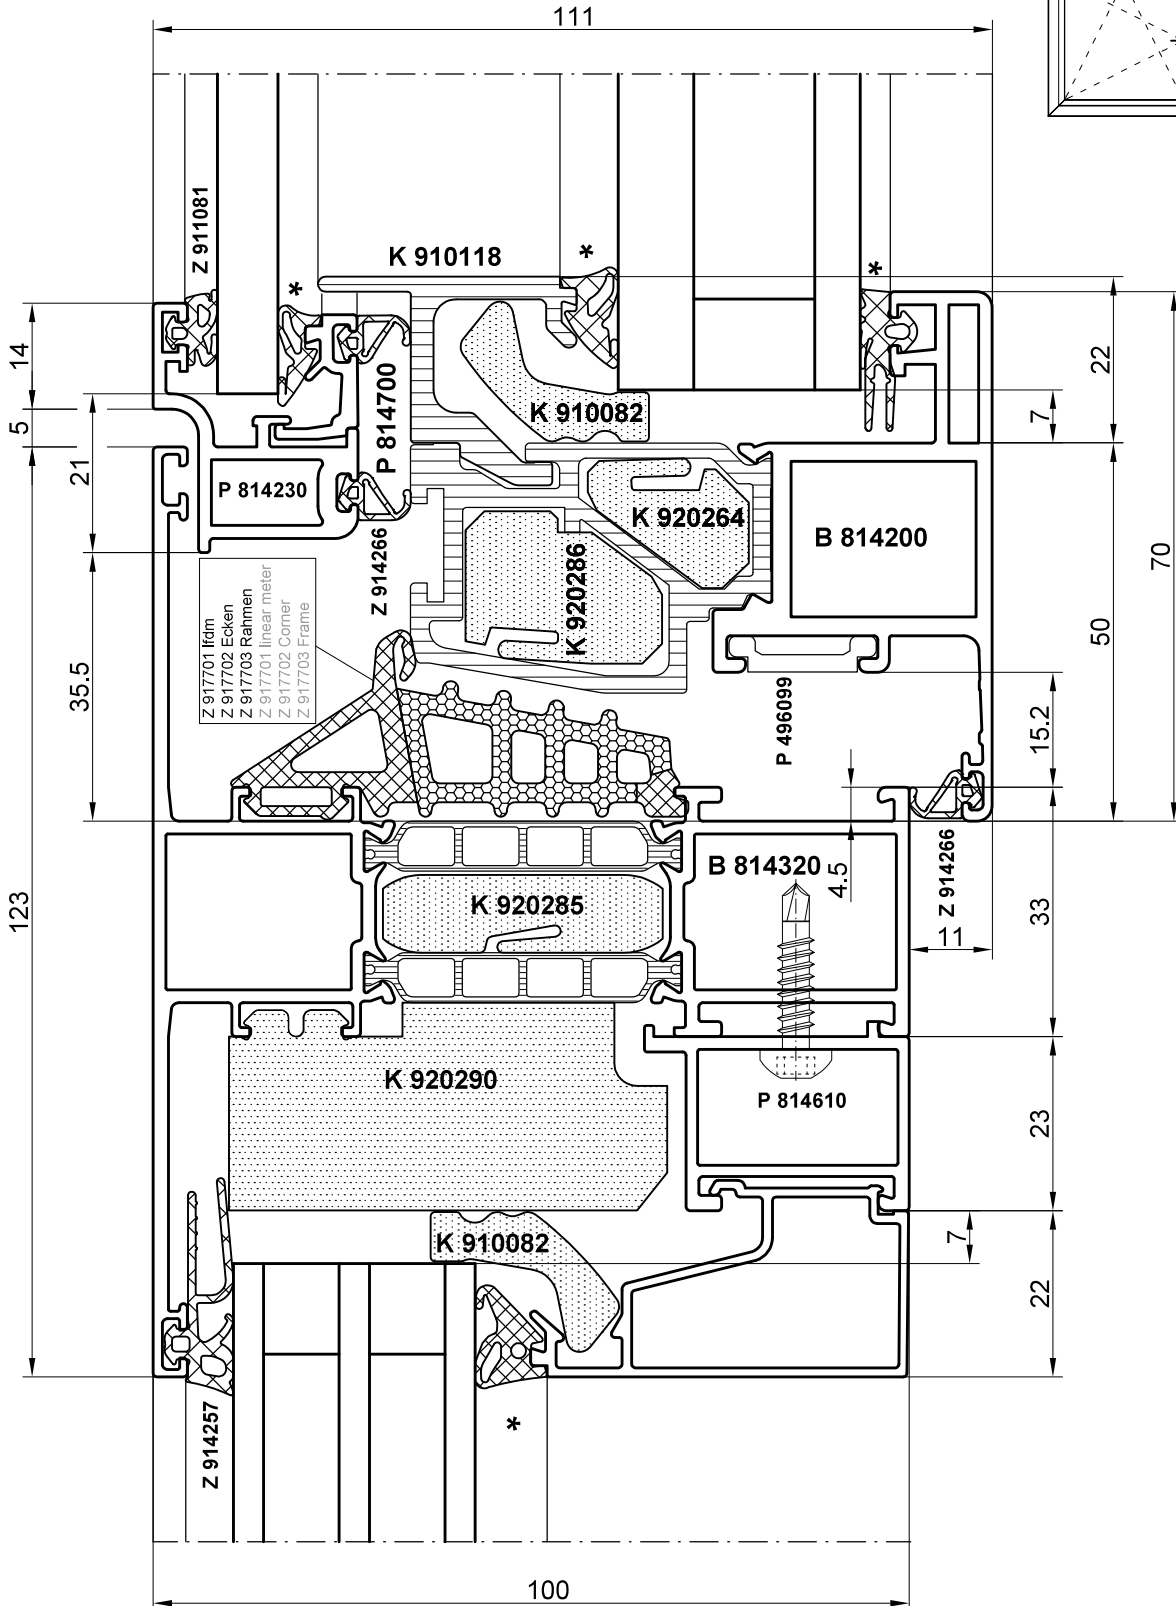 111
Z 911081
K 910118
*
*
*
14
22
K 910082
7
5
P 814700
21
P 814230
K 920264
B 814200
70
Z 914266
K 920286
50
Z 917701 lfdm
Z 917702 Ecken
Z 917703 Rahmen
Z 917701 linear meter
Z 917702 Corner
Z 917703 Frame
35.5
P 496099
15.2
B 814320
4.5
Z 914266
K 920285
123
33
11
K 920290
P 814610
23
K 910082
7
22
Z 914257
*
100